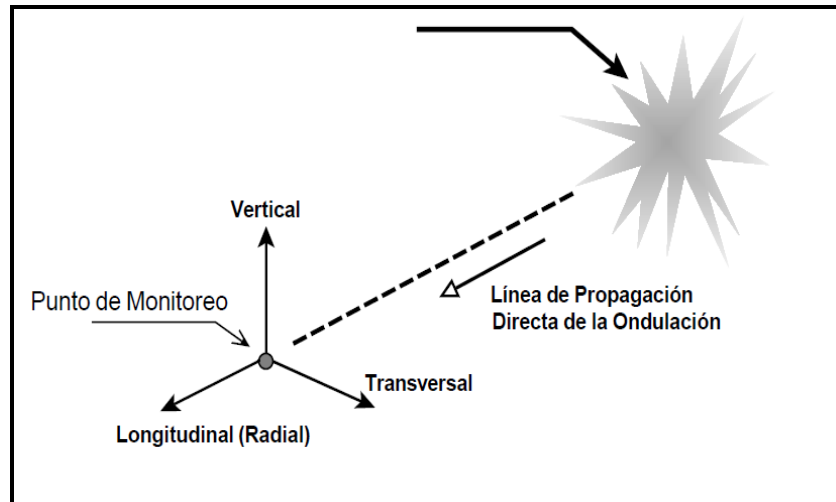 Vertical
Punto de Monitoreo
Línea de Propagación
Directa de la Ondulación
Transversal
Longitudinal (Radial)